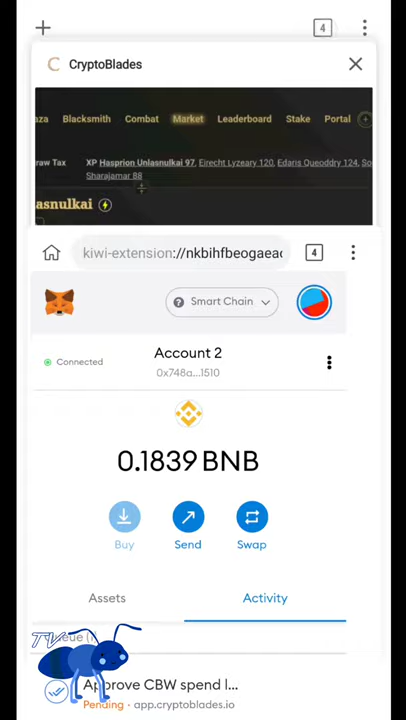 4
CryptoBlades
aza Blacksmith Combat Market Leaderboard Stake Portal
raw Tax XP Hasprion Unlasnulkai 97, Eirecht Lyzeary 120, Edaris Queoddry 124, So
Sharajamar 88
asnulkai
kiwi-extension://nkbihfbeogaeao
4
Smart Chain
Account 2
Connected
0x748a...1510
0.1839 BNB
Buy Send Swap
Assets Activity
TV
Approve CBW spend l...
Pending · app.cryptoblades.io